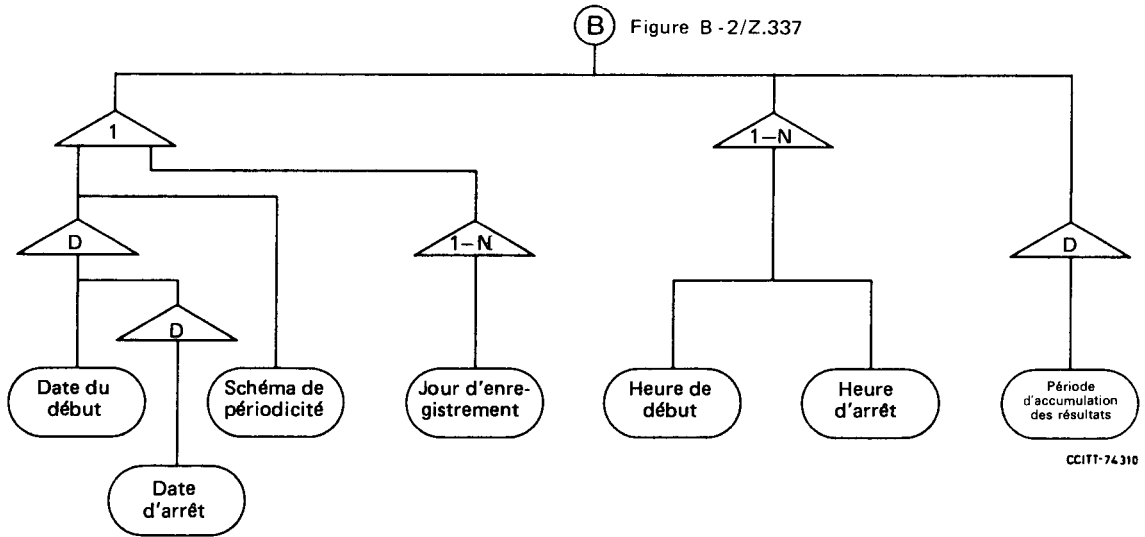 B Figure B-2/Z.337
1
1–N
D
1–N
D
D
Date du
début
Schéma de
périodicité
Jour d'enre-
gistrement
Heure de
début
Heure
d'arrêt
Période
d'accumulation
des résultats
CCITT-74310
Date
d'arrêt